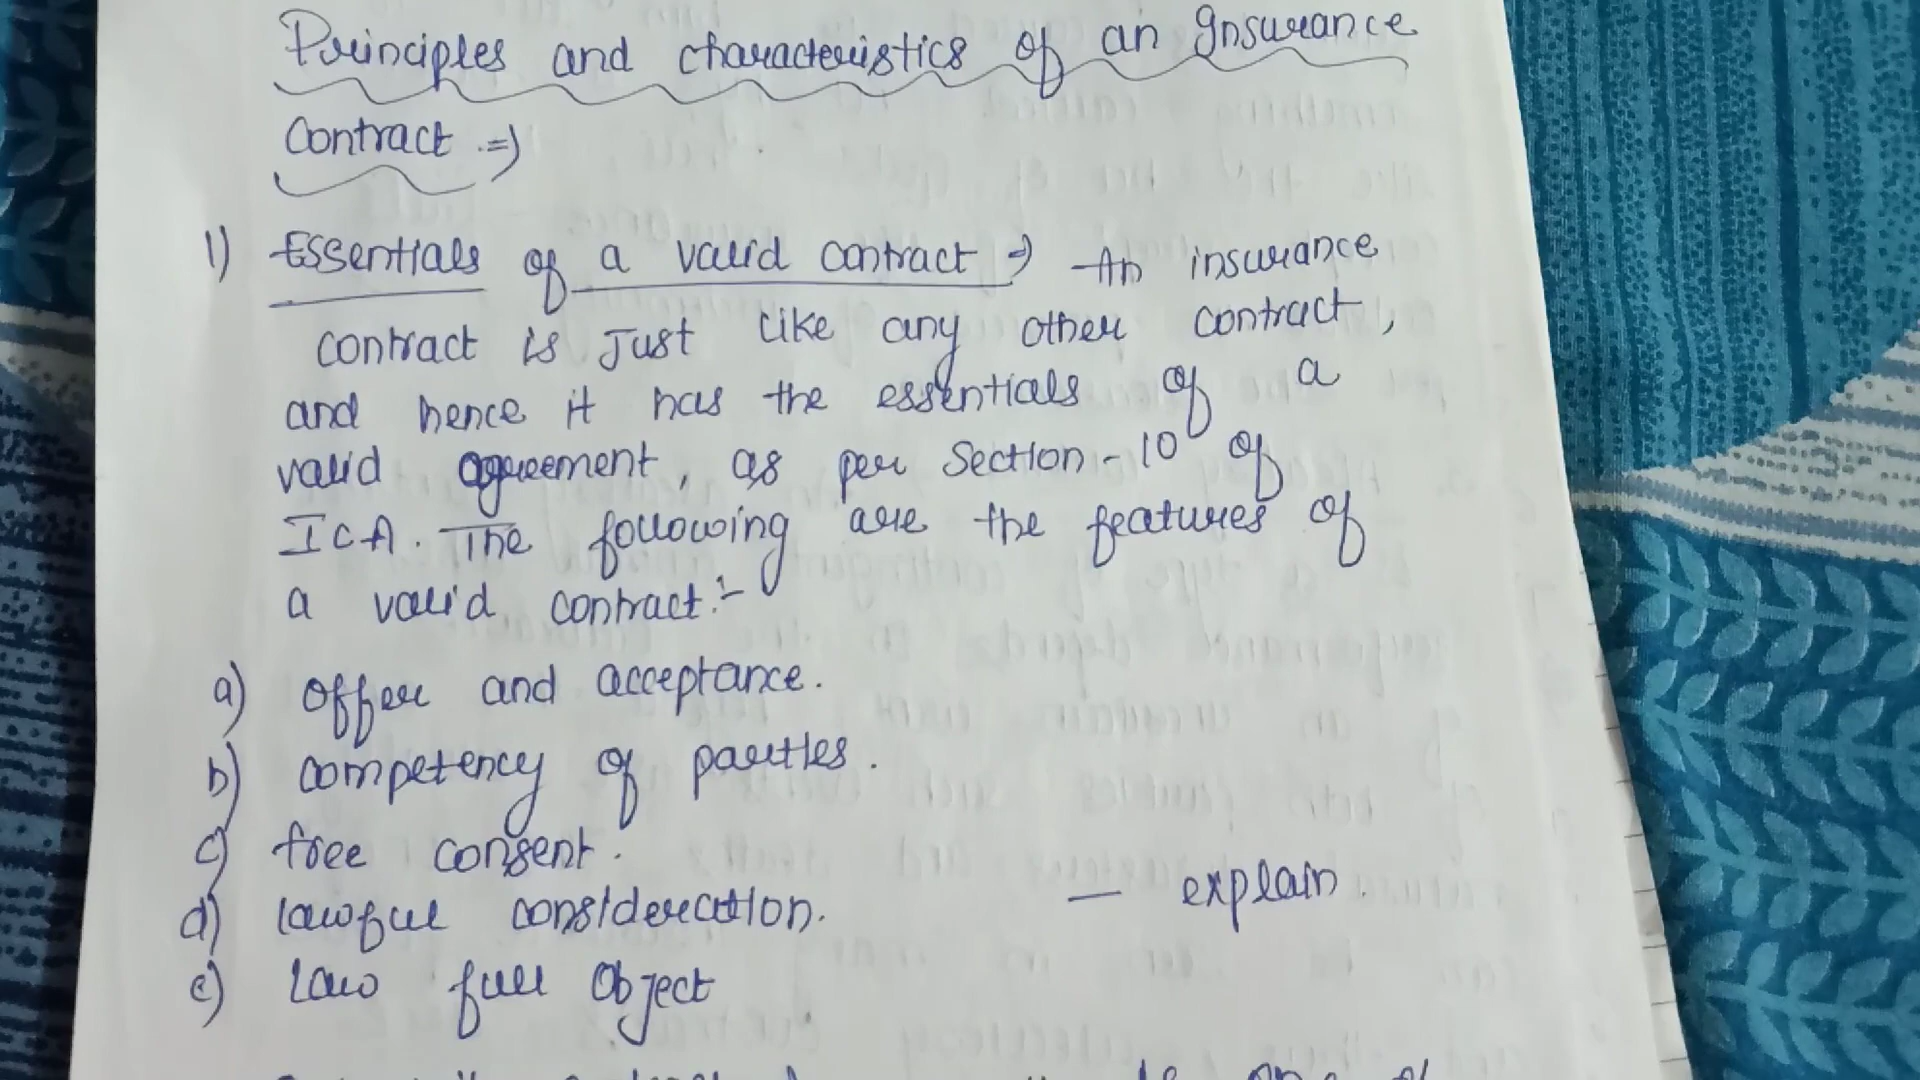 Principles and characteristics of an Insurance
Contract =>
1) Essentials of a valid contract => An insurance
contract is Just like any other contract,
and hence it has the essentials of a
valid agreement, as per Section - 10 of
ICA. The following are the features of
a valid contract :-
a) offer and acceptance.
b) competency of parties.
c) free consent.
d) lawful consideration. — explain.
e) law full object